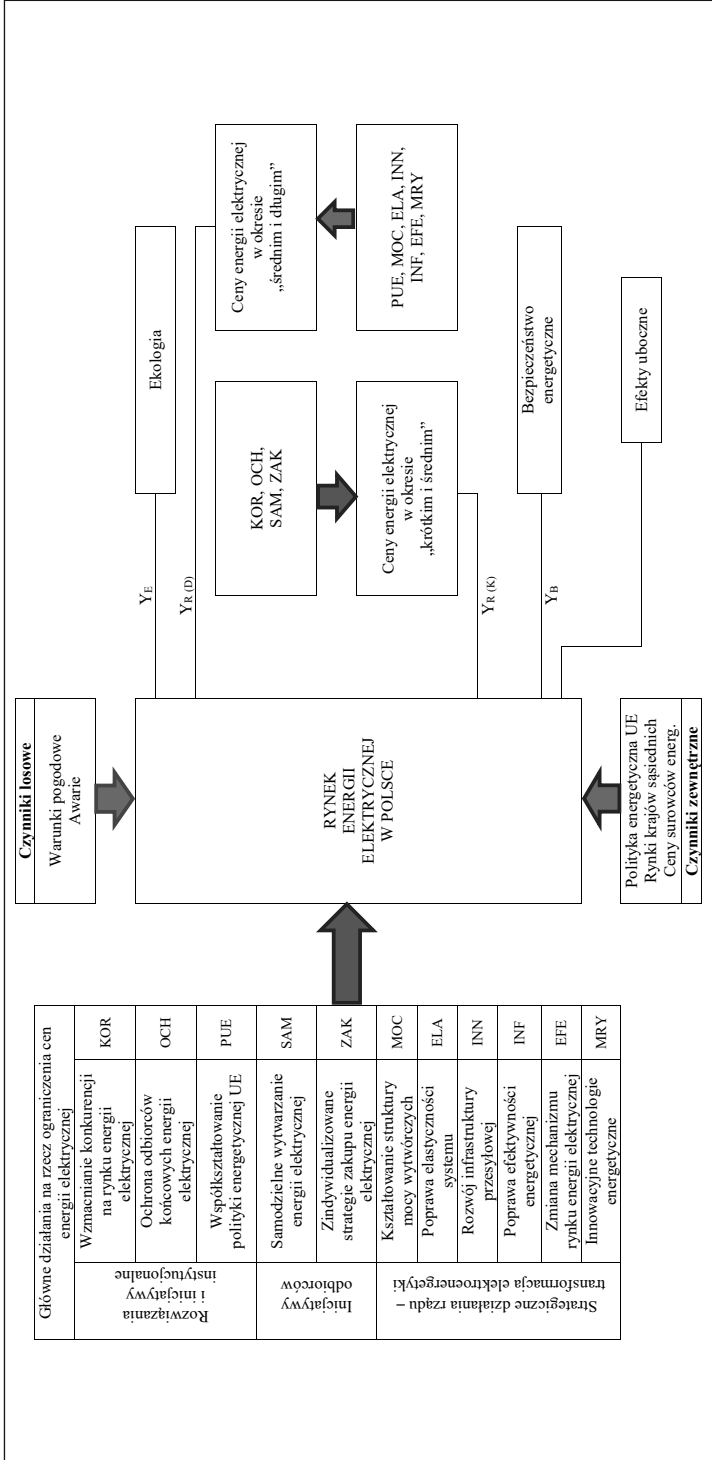 Główne działania na rzecz ograniczenia cen
energii elektrycznej
Rozwiązania
i inicjatywy
instytucjonalne
Wzmacnianie konkurencji
na rynku energii
elektrycznej
KOR
Ochrona odbiorców
końcowych energii
elektrycznej
OCH
Współkształtowanie
polityki energetycznej UE
PUE
Inicjatywy
odbiorców
Samodzielne wytwarzanie
energii elektrycznej
SAM
Zindywidualizowane
strategie zakupu energii
elektrycznej
ZAK
Strategiczne działania rządu –
transformacja elektroenergetyki
Kształtowanie struktury
mocy wytwórczych
MOC
Poprawa elastyczności
systemu
ELA
Rozwój infrastruktury
przesyłowej
INN
Poprawa efektywności
energetycznej
INF
Zmiana mechanizmu
rynku energii elektrycznej
EFE
Innowacyjne technologie
energetyczne
MRY
Czynniki losowe
Warunki pogodowe
Awarie
RYNEK
ENERGII
ELEKTRYCZNEJ
W POLSCE
Polityka energetyczna UE
Rynki krajów sąsiednich
Ceny surowców energ.
Czynniki zewnętrzne
YE
YR (D)
YR (K)
YB
Ekologia
KOR, OCH,
SAM, ZAK
Ceny energii elektrycznej
w okresie
„krótkim i średnim”
Ceny energii elektrycznej
w okresie
„średnim i długim”
PUE, MOC, ELA, INN,
INF, EFE, MRY
Bezpieczeństwo
energetyczne
Efekty uboczne